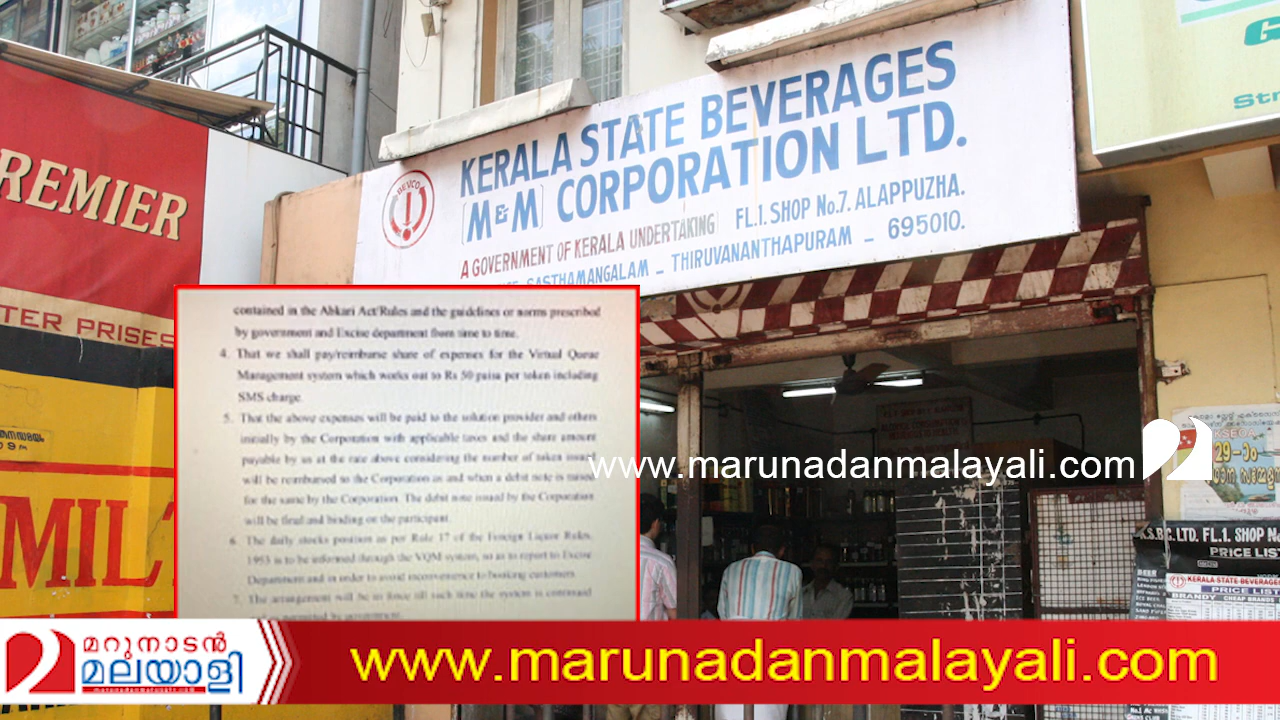 REMIER
TER PRISES
MIL
KERALA STATE BEVERAGES
[M&M] CORPORATION LTD.
BEVCO
A GOVERNMENT OF KERALA UNDERTAKING] FL.1. SHOP No.7. ALAPPUZHA.
SASTHAMANGALAM – THIRUVANANTHAPURAM – 695010.
contained in the Abkari Act/Rules and the guidelines or norms prescribed
by government and Excise department from time to time.
4. That we shall pay/reimburse share of expenses for the Virtual Queue
Management system which works out to Rs 50 paisa per token including
SMS charge.
5. That the above expenses will be paid to the solution provider and others
initially by the Corporation with applicable taxes and the share amount
payable by us at the rate above considering the number of token issued
will be reimbursed to the Corporation as and when a debit note is raised
for the same by the Corporation. The debit note issued by the Corporation
will be final and binding on the participant.
6. The daily stocks position as per Rule 17 of the Foreign Liquor Rules,
1953 is to be informed through the VQM system, so as to report to Excise
Department and in order to avoid inconvenience to booking customers.
7. The arrangement will be in force till such time the system is continued
permitted by government.
www.marunadanmalayali.com
29-
K.S.B.C. LTD. FL.1. SHOP No
PRICE LIST
KERALA STATE BEVERAGES
PRICE LIST
BRANDY CHEAP BRANDS
BEER
മറുനാടൻ
മലയാളി
www.marunadanmalayali.com